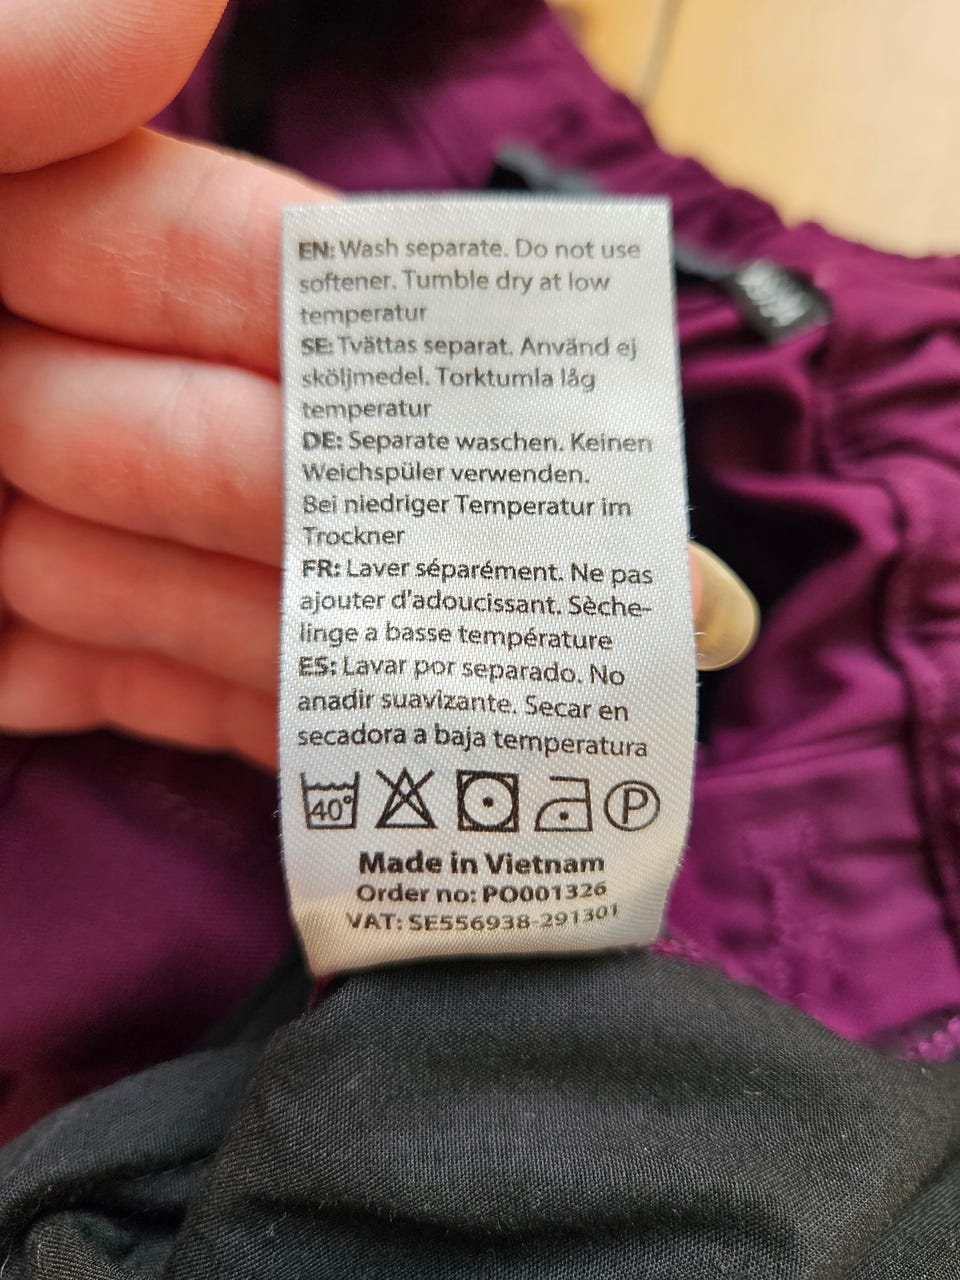 EN: Wash separate. Do not use
softener. Tumble dry at low
temperatur
SE: Tvättas separat. Använd ej
sköljmedel. Torktumla låg
temperatur
DE: Separate waschen. Keinen
Weichspüler verwenden.
Bei niedriger Temperatur im
Trockner
FR: Laver séparément. Ne pas
ajouter d'adoucissant. Sèche-
linge a basse température
ES: Lavar por separado. No
anadir suavizante. Secar en
secadora a baja temperatura
40° P
Made in Vietnam
Order no: PO001326
VAT: SE556938-291301